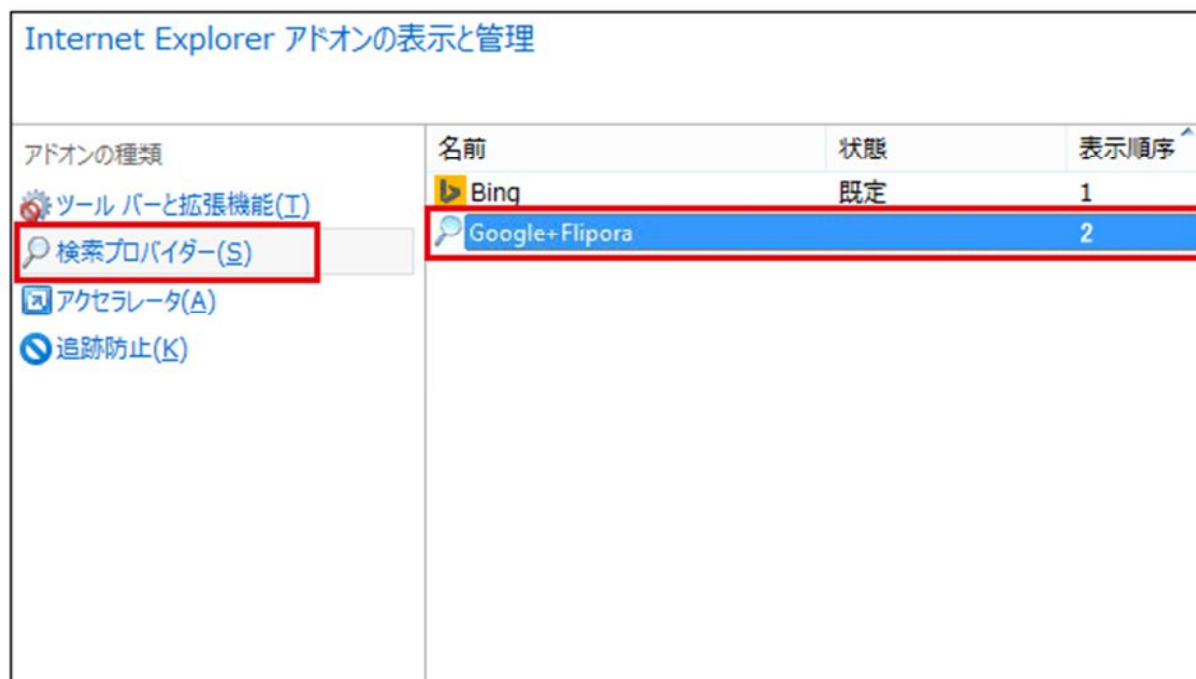 Internet Explorer アドオンの表示と管理
アドオンの種類
ツール バーと拡張機能(T)
検索プロバイダー(S)
アクセラレータ(A)
追跡防止(K)
名前 状態 表示順序
Bing 既定 1
Google+Flipora 2